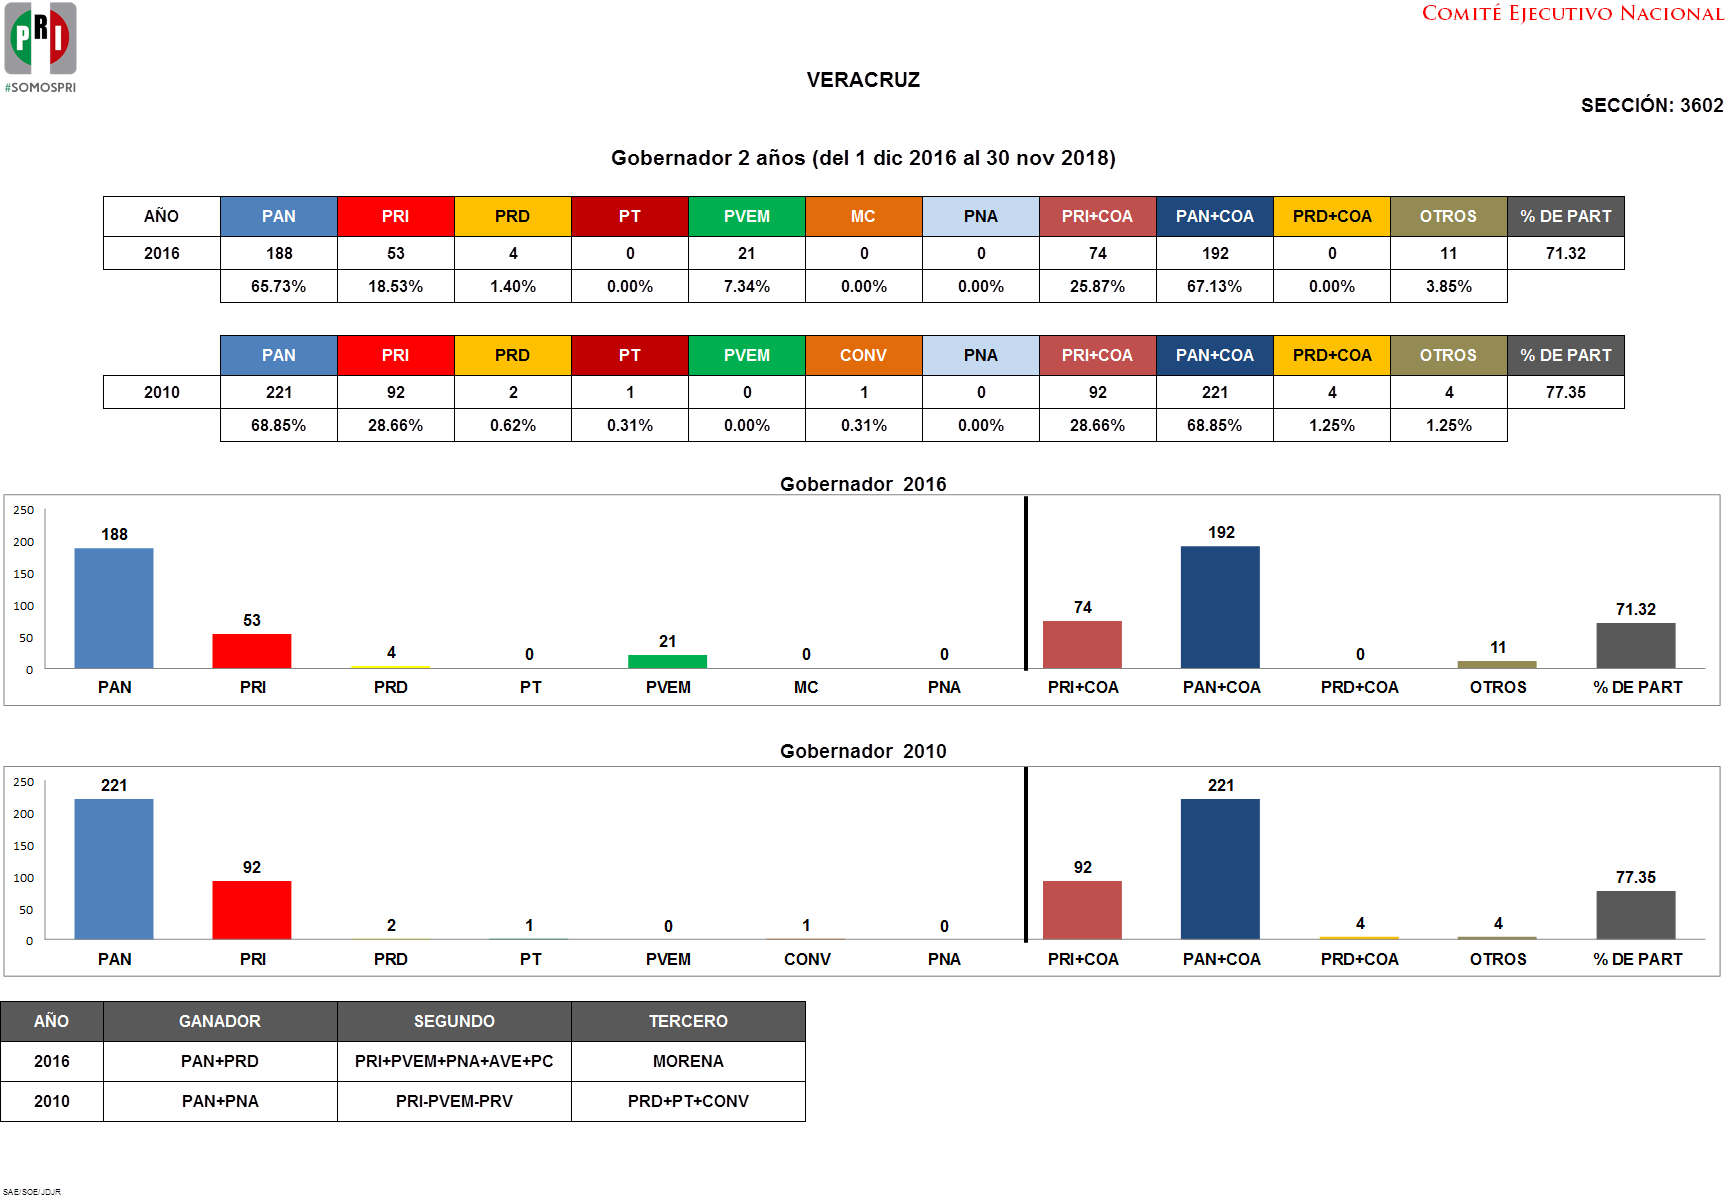 PRI
#SOMOSPRI
COMITÉ EJECUTIVO NACIONAL
VERACRUZ
SECCIÓN: 3602
Gobernador 2 años (del 1 dic 2016 al 30 nov 2018)
AÑO PAN PRI PRD PT PVEM MC PNA PRI+COA PAN+COA PRD+COA OTROS % DE PART
2016 188 53 4 0 21 0 0 74 192 0 11 71.32
65.73% 18.53% 1.40% 0.00% 7.34% 0.00% 0.00% 25.87% 67.13% 0.00% 3.85%
PAN PRI PRD PT PVEM CONV PNA PRI+COA PAN+COA PRD+COA OTROS % DE PART
2010 221 92 2 1 0 1 0 92 221 4 4 77.35
68.85% 28.66% 0.62% 0.31% 0.00% 0.31% 0.00% 28.66% 68.85% 1.25% 1.25%
Gobernador 2016
250
200
150
100
50
0
188 53 4 0 21 0 0 74 192 0 11 71.32
PAN PRI PRD PT PVEM MC PNA PRI+COA PAN+COA PRD+COA OTROS % DE PART
Gobernador 2010
250
200
150
100
50
0
221 92 2 1 0 1 0 92 221 4 4 77.35
PAN PRI PRD PT PVEM CONV PNA PRI+COA PAN+COA PRD+COA OTROS % DE PART
AÑO GANADOR SEGUNDO TERCERO
2016 PAN+PRD PRI+PVEM+PNA+AVE+PC MORENA
2010 PAN+PNA PRI-PVEM-PRV PRD+PT+CONV
SAE/SOE/JDJR